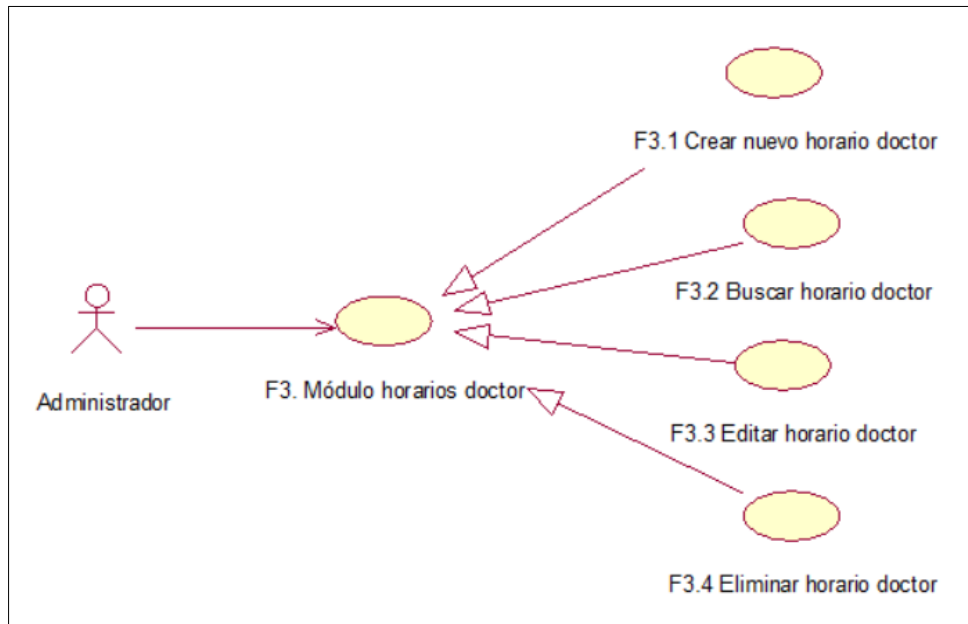 F3.1 Crear nuevo horario doctor
F3.2 Buscar horario doctor
Administrador
F3. Módulo horarios doctor
F3.3 Editar horario doctor
F3.4 Eliminar horario doctor